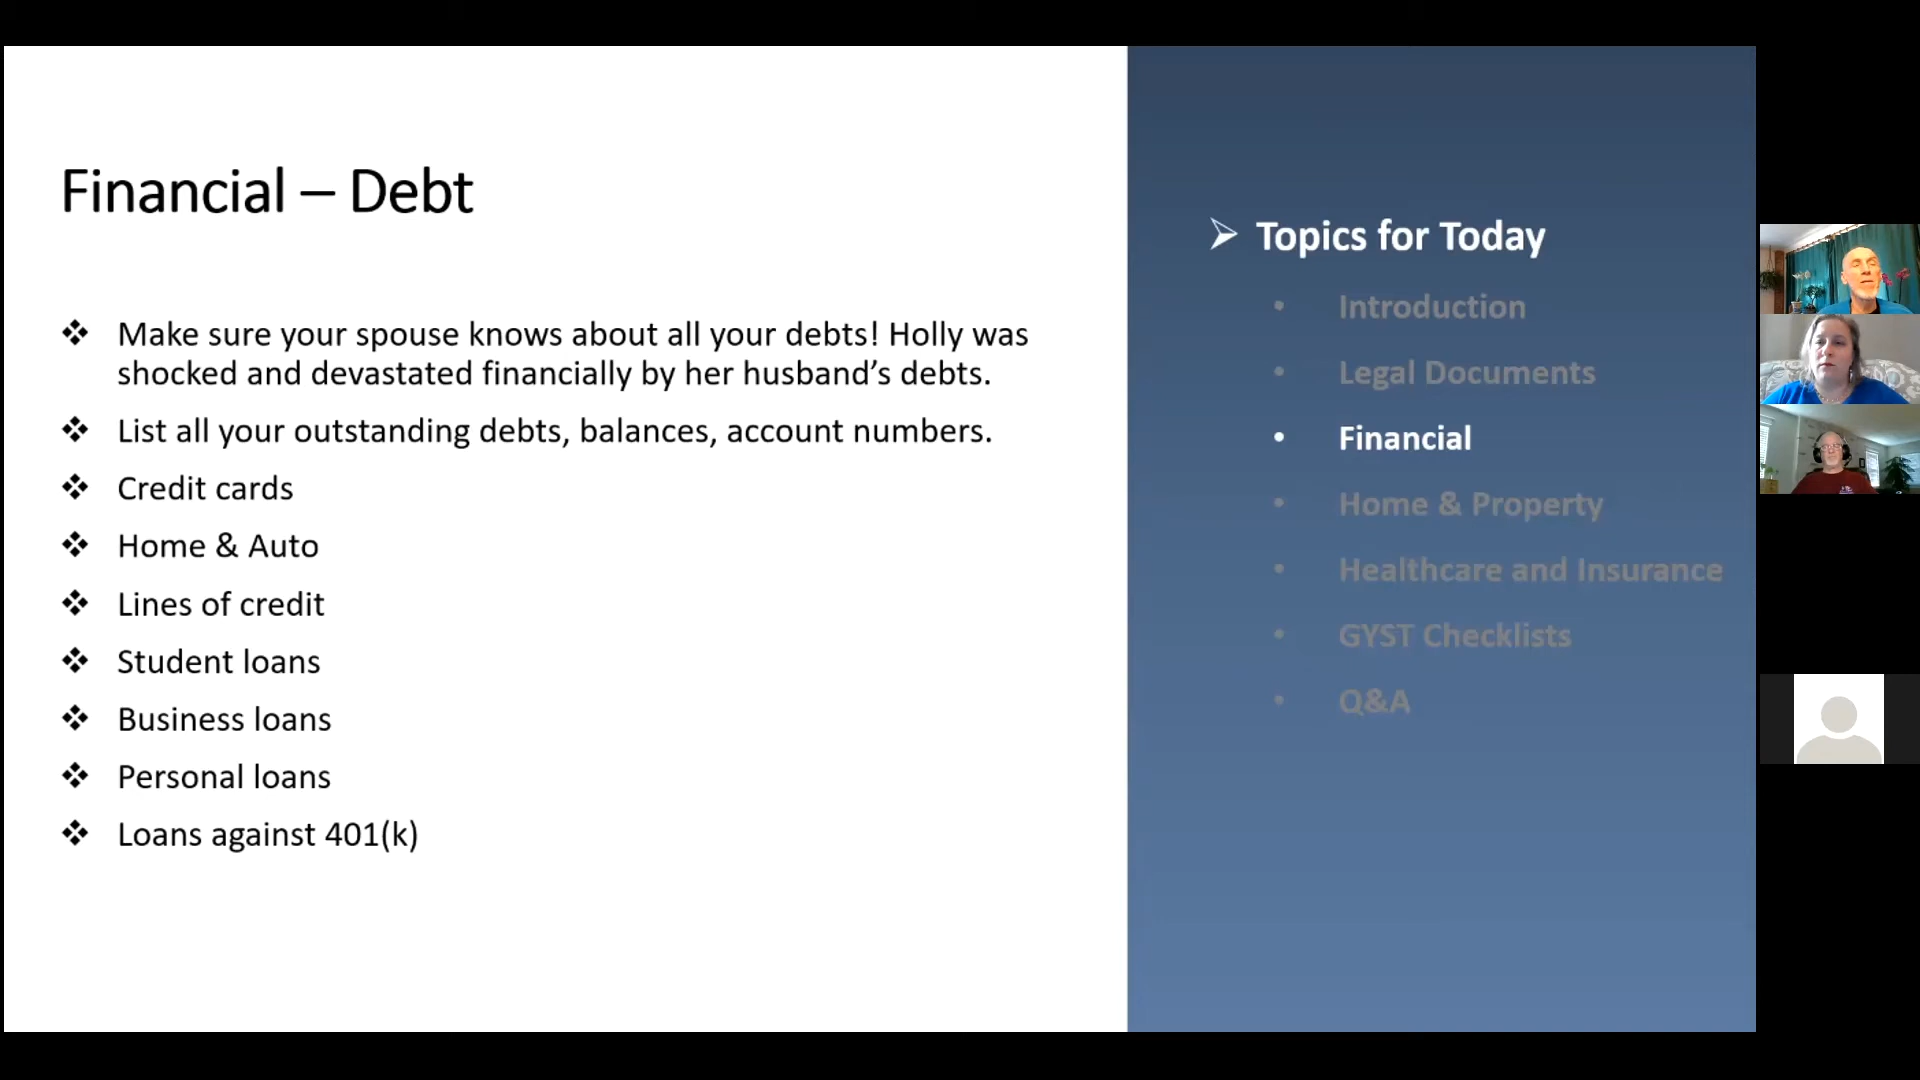 Financial – Debt
❖ Make sure your spouse knows about all your debts! Holly was
shocked and devastated financially by her husband’s debts.
❖ List all your outstanding debts, balances, account numbers.
❖ Credit cards
❖ Home & Auto
❖ Lines of credit
❖ Student loans
❖ Business loans
❖ Personal loans
❖ Loans against 401(k)
➢ Topics for Today
• Introduction
• Legal Documents
• Financial
• Home & Property
• Healthcare and Insurance
• GYST Checklists
• Q&A